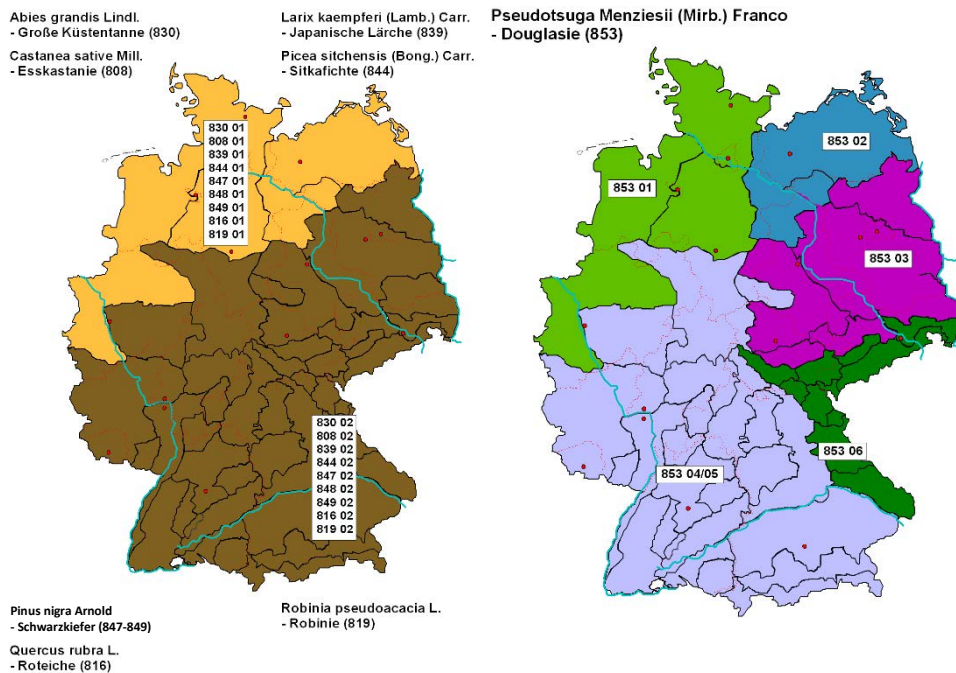 Abies grandis Lindl.
- Große Küstentanne (830)
Castanea sative Mill.
- Esskastanie (808)
Larix kaempferi (Lamb.) Carr.
- Japanische Lärche (839)
Picea sitchensis (Bong.) Carr.
- Sitkafichte (844)
830 01
808 01
839 01
844 01
847 01
848 01
849 01
816 01
819 01
830 02
808 02
839 02
844 02
847 02
848 02
849 02
816 02
819 02
Pinus nigra Arnold
- Schwarzkiefer (847-849)
Quercus rubra L.
- Roteiche (816)
Robinia pseudoacacia L.
- Robinie (819)
Pseudotsuga Menziesii (Mirb.) Franco
- Douglasie (853)
853 02
853 01
853 03
853 06
853 04/05